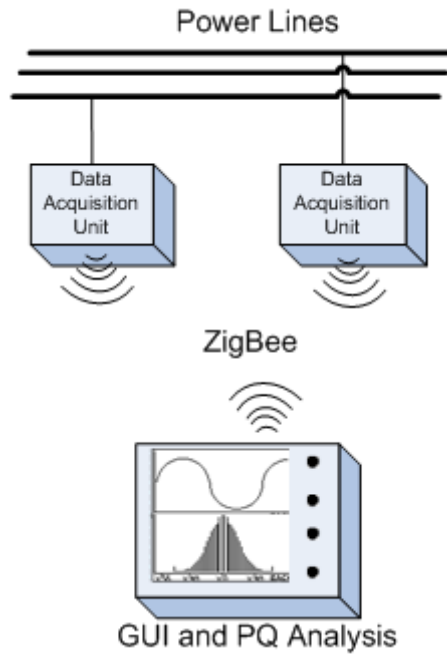 Power Lines
Data
Acquisition
Unit
Data
Acquisition
Unit
ZigBee
GUI and PQ Analysis